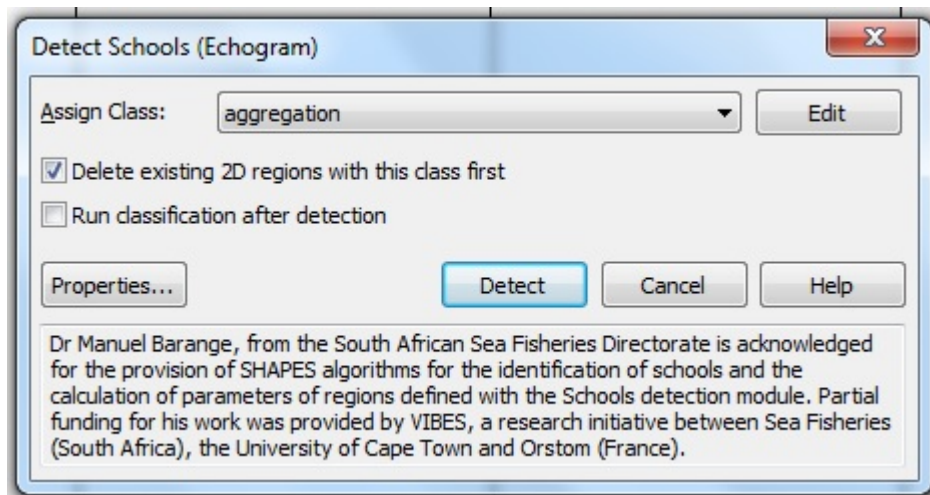 Detect Schools (Echogram)
Assign Class: aggregation Edit
Delete existing 2D regions with this class first
Run classification after detection
Properties... Detect Cancel Help
Dr Manuel Barange, from the South African Sea Fisheries Directorate is acknowledged
for the provision of SHAPES algorithms for the identification of schools and the
calculation of parameters of regions defined with the Schools detection module. Partial
funding for his work was provided by VIBES, a research initiative between Sea Fisheries
(South Africa), the University of Cape Town and Orstom (France).